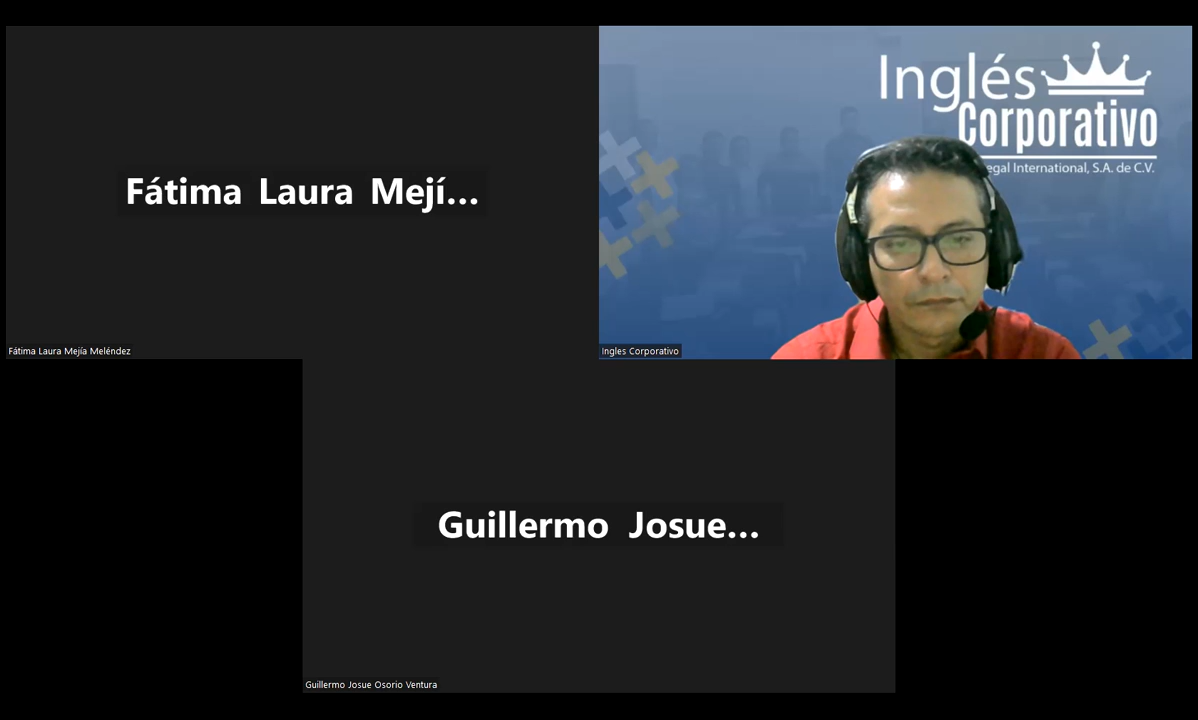 Fátima Laura Mejí...
Fátima Laura Mejía Meléndez
Inglés
Corporativo
egal International, S.A. de C.V.
Ingles Corporativo
Guillermo Josue...
Guillermo Josue Osorio Ventura